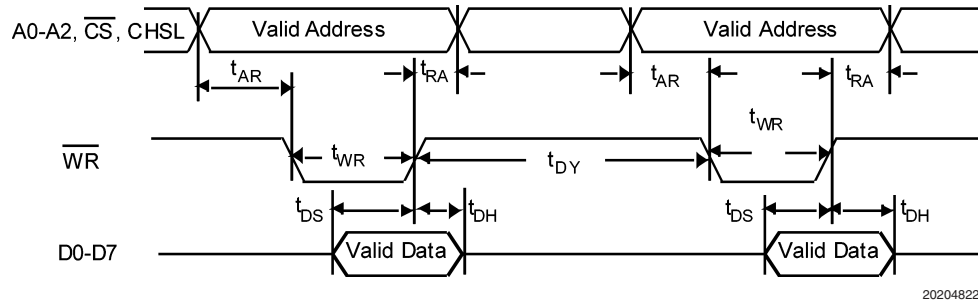 A0-A2, CS, CHSL Valid Address Valid Address
tAR tRA tAR tRA
WR tWR tDY tWR
tDS tDH tDS tDH
D0-D7 Valid Data Valid Data
20204822